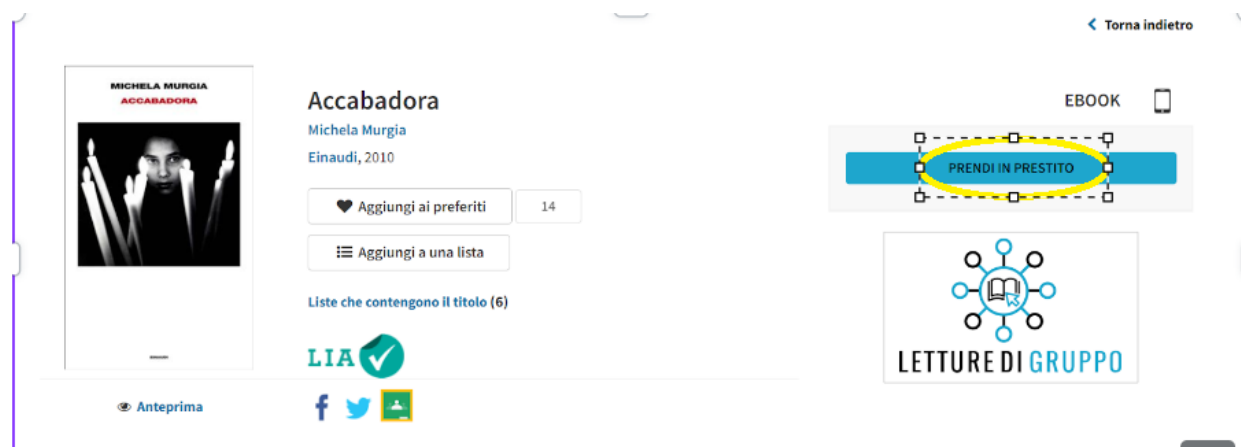 Torna indietro
MICHELA MURGIA
ACCABADORA
Accabadora
Michela Murgia
Einaudi, 2010
Aggiungi ai preferiti 14
Aggiungi a una lista
Liste che contengono il titolo (6)
LIA
Anteprima
EBOOK
PRENDI IN PRESTITO
LETTURE DI GRUPPO